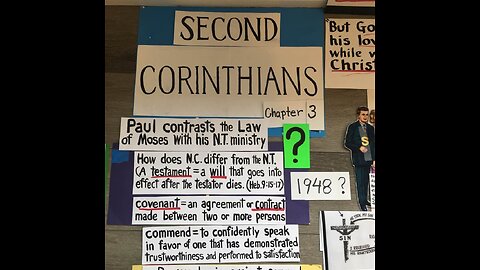 SECOND
CORINTHIANS
Chapter 3
Paul contrasts the Law
of Moses with his N.T. ministry
?
How does N.C. differ from the N.T.
(A testament = a will that goes into
effect after the testator dies. (Heb. 9:15-17)
covenant = an agreement or contract
made between two or more persons
commend = to confidently speak
in favor of one that has demonstrated
trustworthiness and performed to satisfaction
1948?
But Go
his lov
while w
Christ
S
SIN